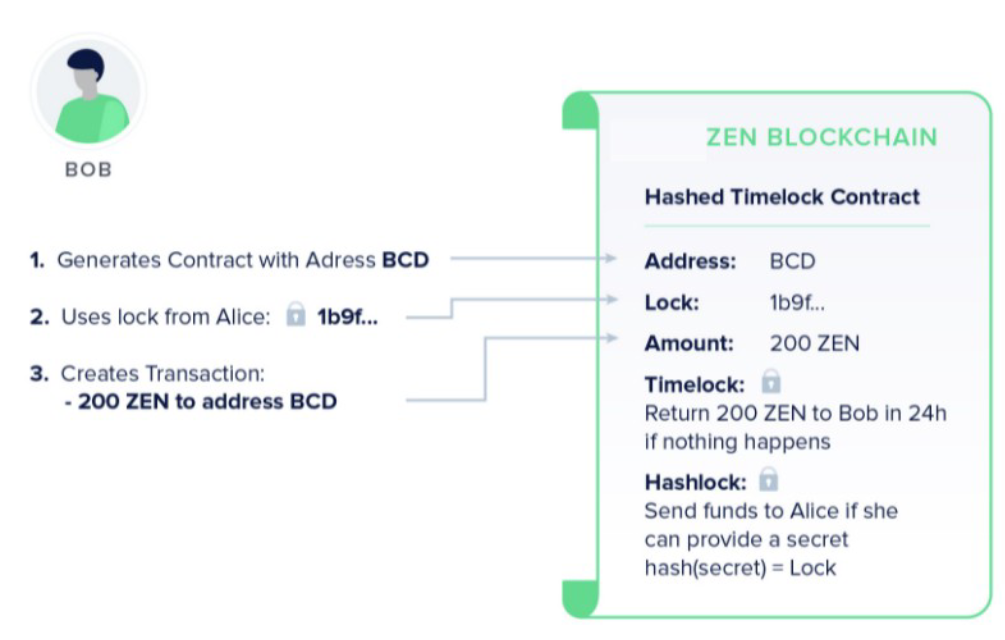 BOB
1. Generates Contract with Adress BCD
2. Uses lock from Alice: 1b9f...
3. Creates Transaction:
- 200 ZEN to address BCD
ZEN BLOCKCHAIN
Hashed Timelock Contract
Address: BCD
Lock: 1b9f...
Amount: 200 ZEN
Timelock:
Return 200 ZEN to Bob in 24h
if nothing happens
Hashlock:
Send funds to Alice if she
can provide a secret
hash(secret) = Lock